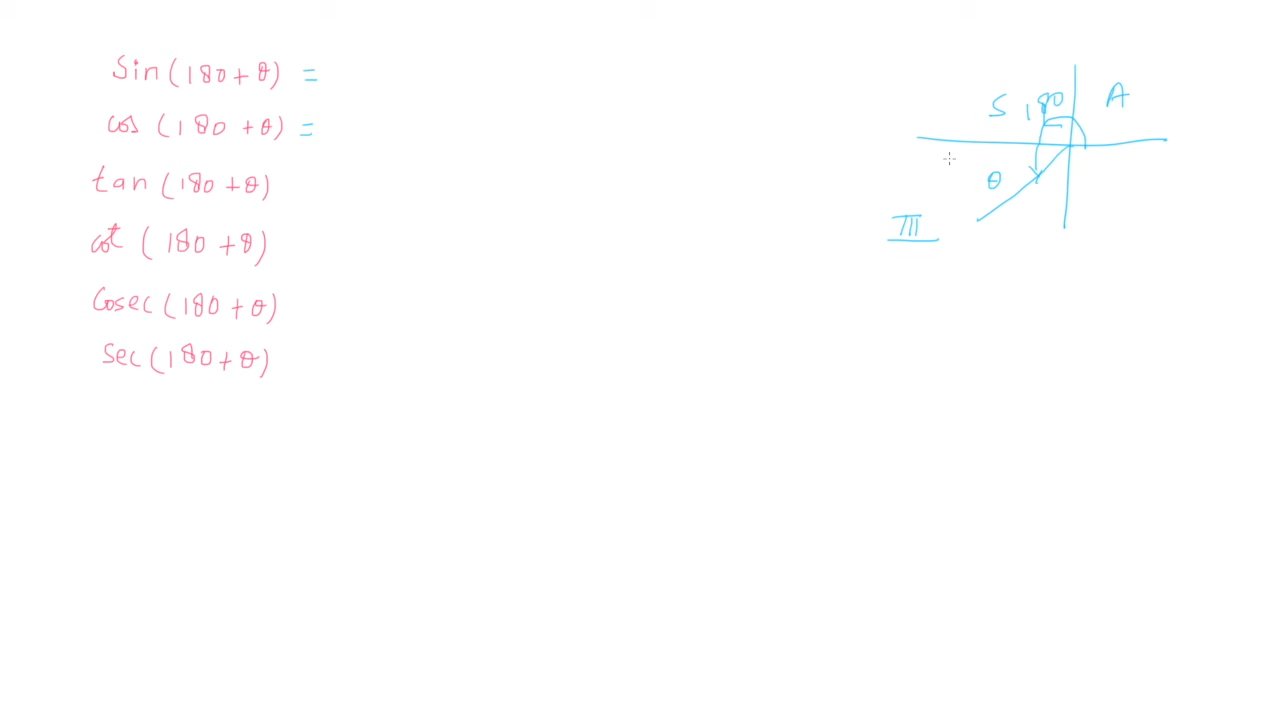 Sin (180 + θ) =
cos (180 + θ) =
tan (180 + θ)
cot (180 + θ)
Cosec (180 + θ)
Sec (180 + θ)
S 180 A
θ
III